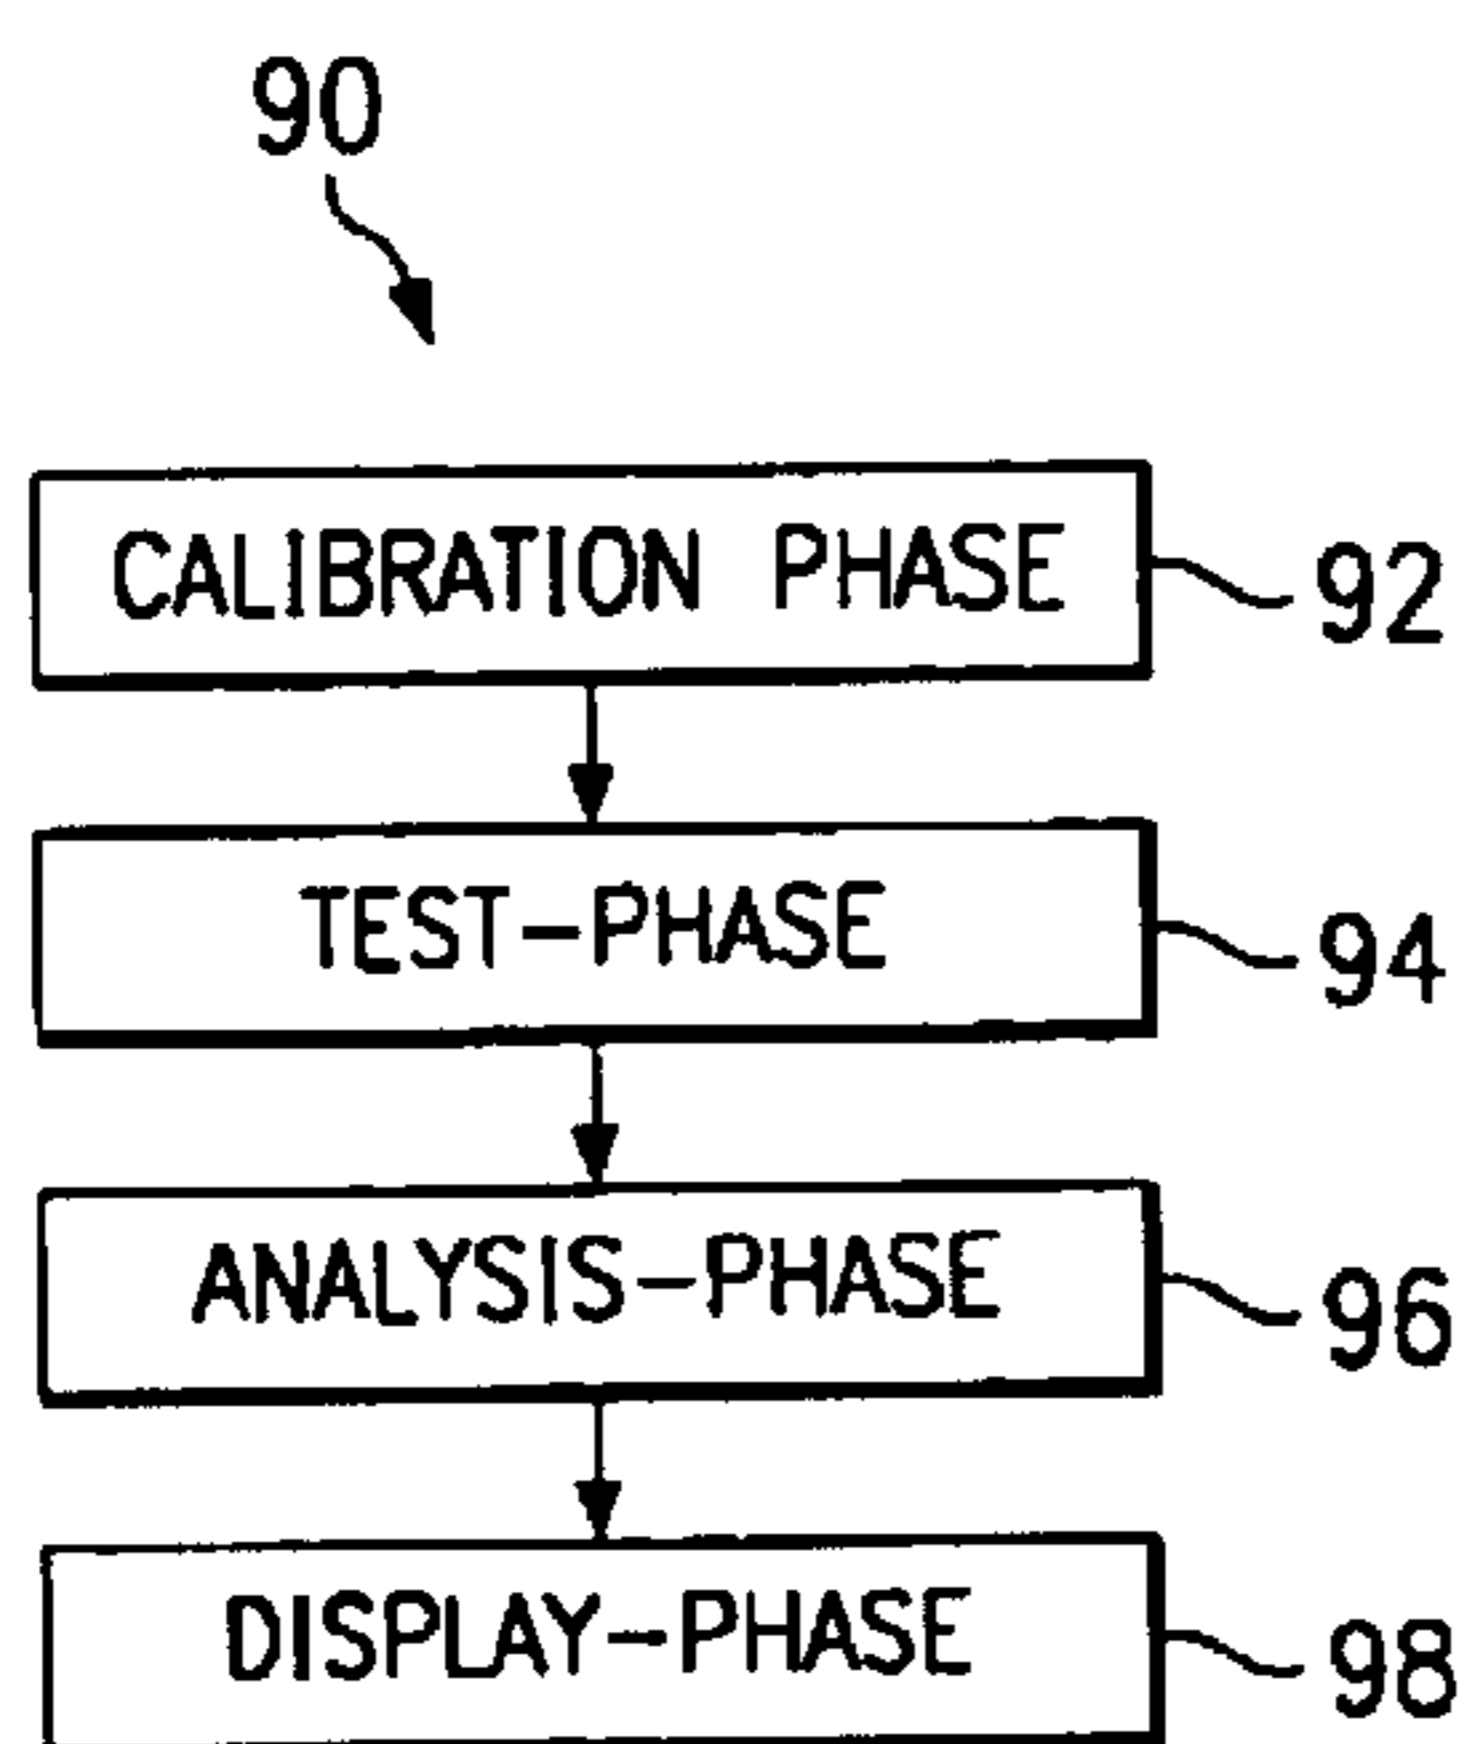 90
CALIBRATION PHASE
92
TEST-PHASE
94
ANALYSIS-PHASE
96
DISPLAY-PHASE
98